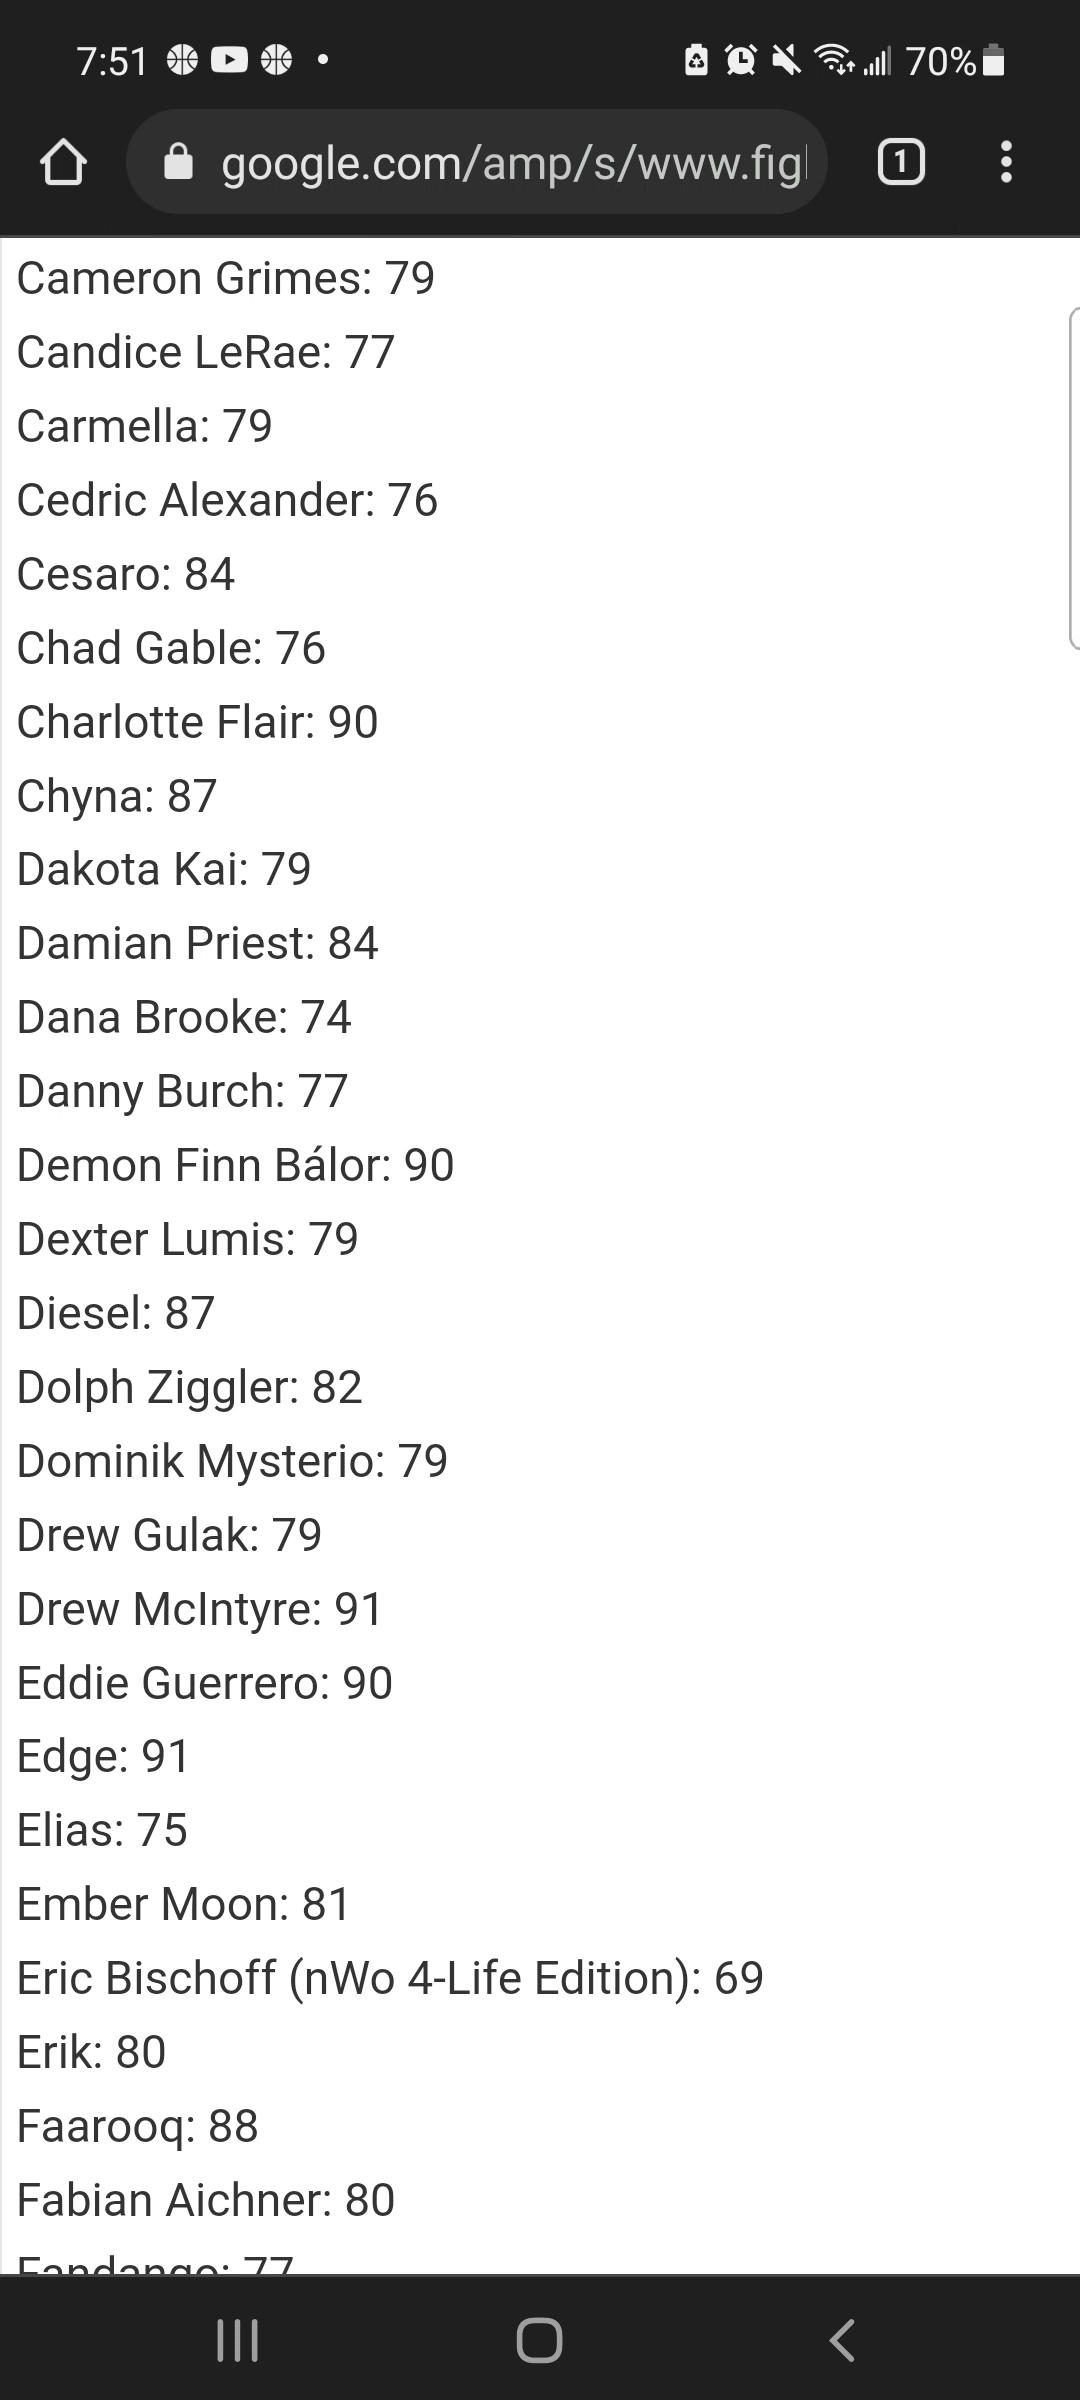 7:51
70%
google.com/amp/s/www.fig
1
Cameron Grimes: 79
Candice LeRae: 77
Carmella: 79
Cedric Alexander: 76
Cesaro: 84
Chad Gable: 76
Charlotte Flair: 90
Chyna: 87
Dakota Kai: 79
Damian Priest: 84
Dana Brooke: 74
Danny Burch: 77
Demon Finn Bálor: 90
Dexter Lumis: 79
Diesel: 87
Dolph Ziggler: 82
Dominik Mysterio: 79
Drew Gulak: 79
Drew McIntyre: 91
Eddie Guerrero: 90
Edge: 91
Elias: 75
Ember Moon: 81
Eric Bischoff (nWo 4-Life Edition): 69
Erik: 80
Faarooq: 88
Fabian Aichner: 80
Fandango: 77